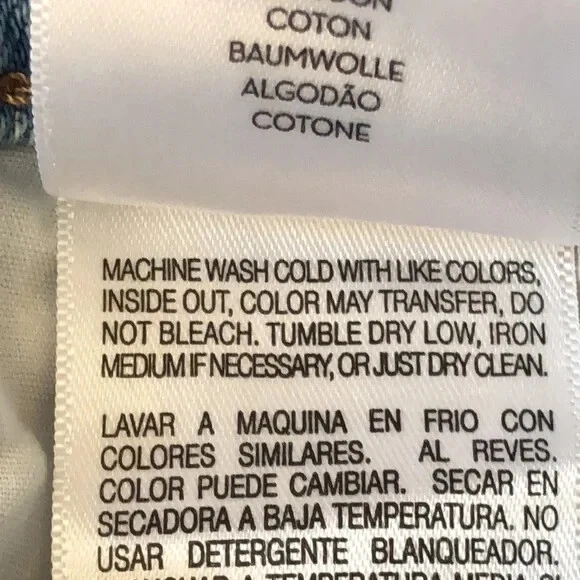 COTON
BAUMWOLLE
ALGODÃO
COTONE
MACHINE WASH COLD WITH LIKE COLORS,
INSIDE OUT, COLOR MAY TRANSFER, DO
NOT BLEACH. TUMBLE DRY LOW, IRON
MEDIUM IF NECESSARY, OR JUST DRY CLEAN.
LAVAR A MAQUINA EN FRIO CON
COLORES SIMILARES. AL REVES.
COLOR PUEDE CAMBIAR. SECAR EN
SECADORA A BAJA TEMPERATURA. NO
USAR DETERGENTE BLANQUEADOR.